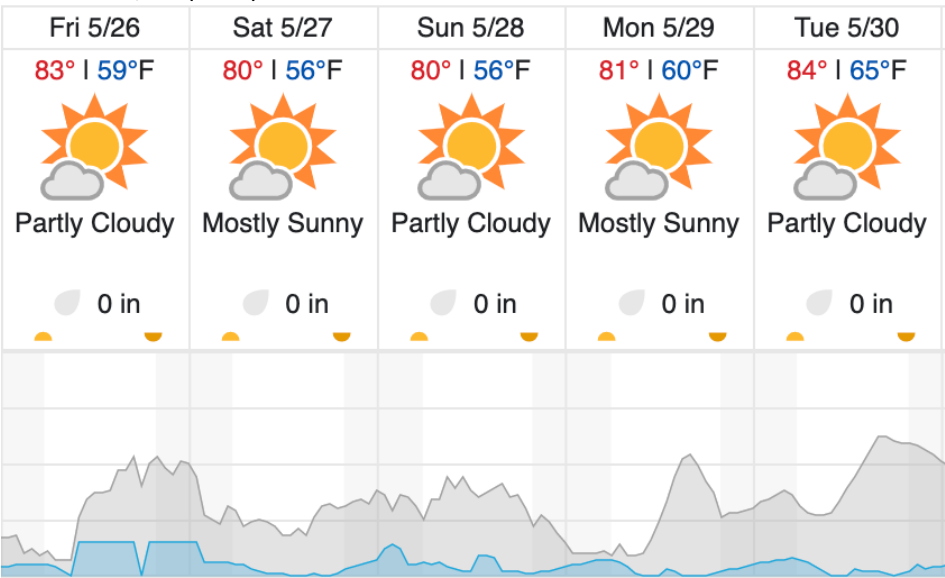 Fri 5/26 Sat 5/27 Sun 5/28 Mon 5/29 Tue 5/30
83° | 59°F 80° | 56°F 80° | 56°F 81° | 60°F 84° | 65°F
Partly Cloudy Mostly Sunny Partly Cloudy Mostly Sunny Partly Cloudy
0 in 0 in 0 in 0 in 0 in